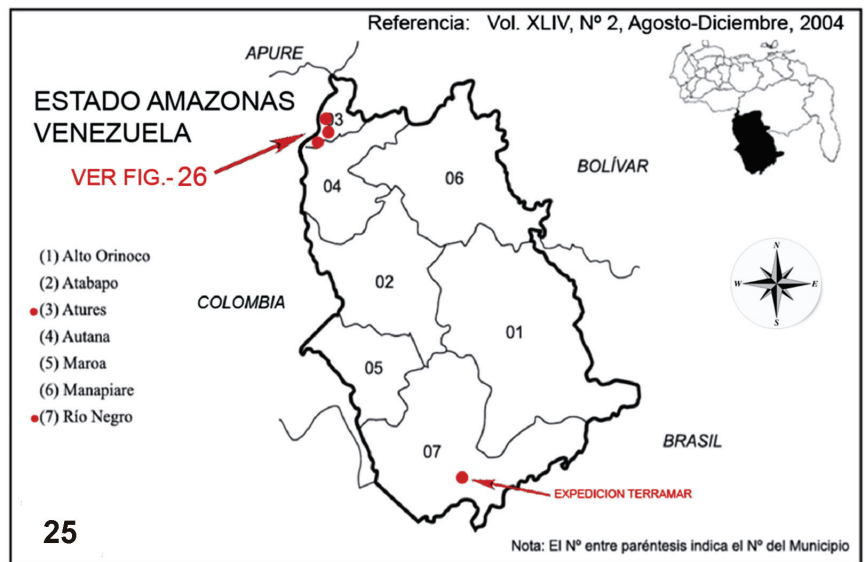 Referencia: Vol. XLIV, Nº 2, Agosto-Diciembre, 2004
APURE
ESTADO AMAZONAS
VENEZUELA
VER FIG.- 26
03
04
06
BOLÍVAR
(1) Alto Orinoco
(2) Atabapo
(3) Atures
(4) Autana
(5) Maroa
(6) Manapiare
(7) Río Negro
COLOMBIA
02
01
05
07
N
W
E
S
BRASIL
EXPEDICION TERRAMAR
25
Nota: El Nº entre paréntesis indica el Nº del Municipio